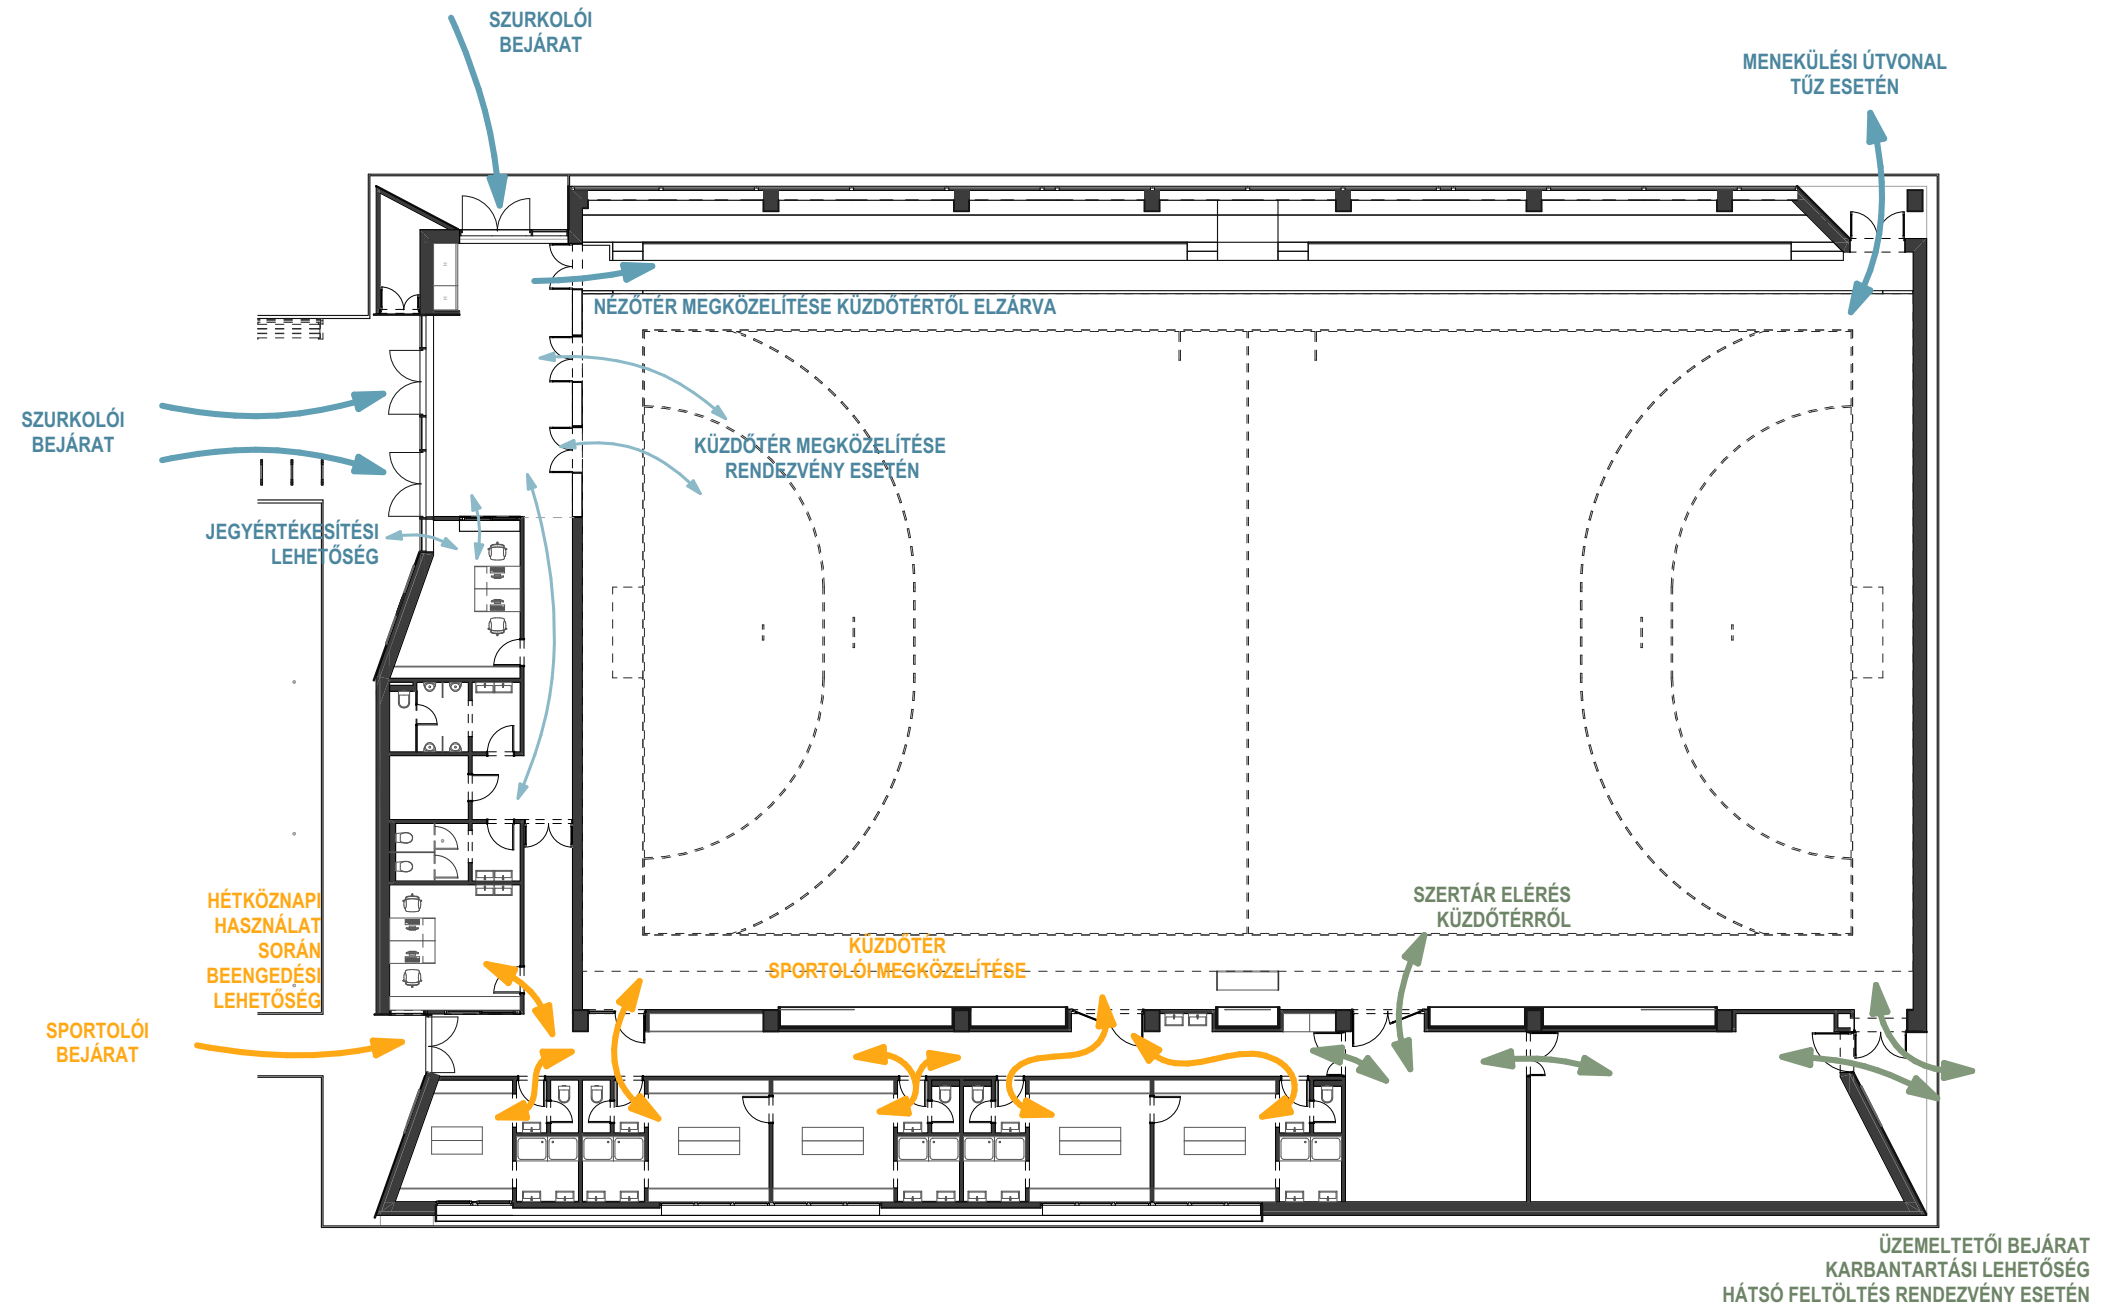 SZURKOLÓI
BEJÁRAT
MENEKÜLÉSI ÚTVONAL
TŰZ ESETÉN
NÉZŐTÉR MEGKÖZELÍTÉSE KÜZDŐTÉRTŐL ELZÁRVA
SZURKOLÓI
BEJÁRAT
KÜZDŐTÉR MEGKÖZELÍTÉSE
RENDEZVÉNY ESETÉN
JEGYÉRTÉKESÍTÉSI
LEHETŐSÉG
HÉTKÖZNAPI
HASZNÁLAT
SORÁN
BEENGEDÉSI
LEHETŐSÉG
SZERTÁR ELÉRÉS
KÜZDŐTÉRRŐL
KÜZDŐTÉR
SPORTOLÓI MEGKÖZELÍTÉSE
SPORTOLÓI
BEJÁRAT
ÜZEMELTETŐI BEJÁRAT
KARBANTARTÁSI LEHETŐSÉG
HÁTSÓ FELTÖLTÉS RENDEZVÉNY ESETÉN